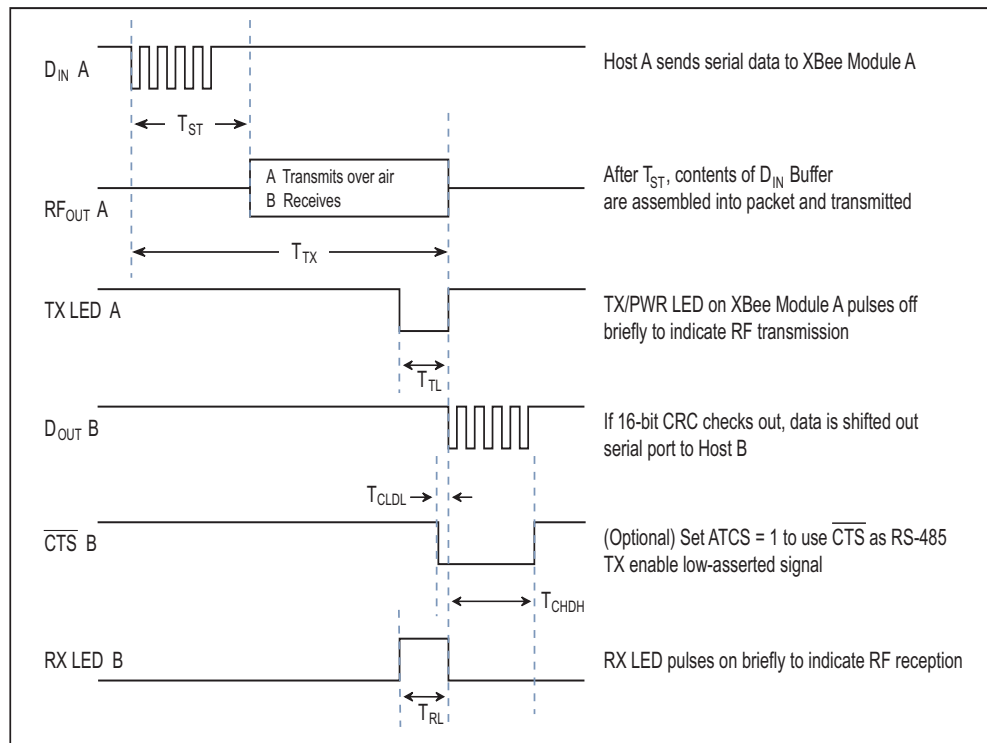 D_IN A
Host A sends serial data to XBee Module A
T_ST
A Transmits over air
B Receives
RF_OUT A
After T_ST, contents of D_IN Buffer
are assembled into packet and transmitted
T_TX
TX LED A
TX/PWR LED on XBee Module A pulses off
briefly to indicate RF transmission
T_TL
D_OUT B
If 16-bit CRC checks out, data is shifted out
serial port to Host B
T_CLDL
C̅T̅S̅ B
(Optional) Set ATCS = 1 to use C̅T̅S̅ as RS-485
TX enable low-asserted signal
T_CHDH
RX LED B
RX LED pulses on briefly to indicate RF reception
T_RL